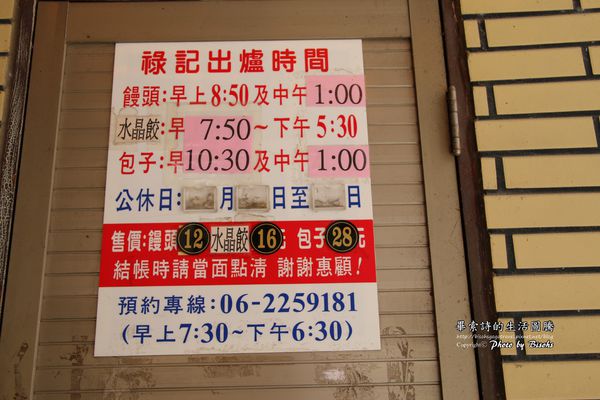 祿記出爐時間
饅頭:早上8:50及中午1:00
水晶餃:早7:50~下午5:30
包子:早10:30及中午1:00
公休日: 月 日至 日
售價:饅頭12水晶餃16元 包子28元
結帳時請當面點清 謝謝惠顧!
預約專線:06-2259181
(早上7:30~下午6:30)
畢索詩的生活圖騰
Copyright© Photo by Bisohs